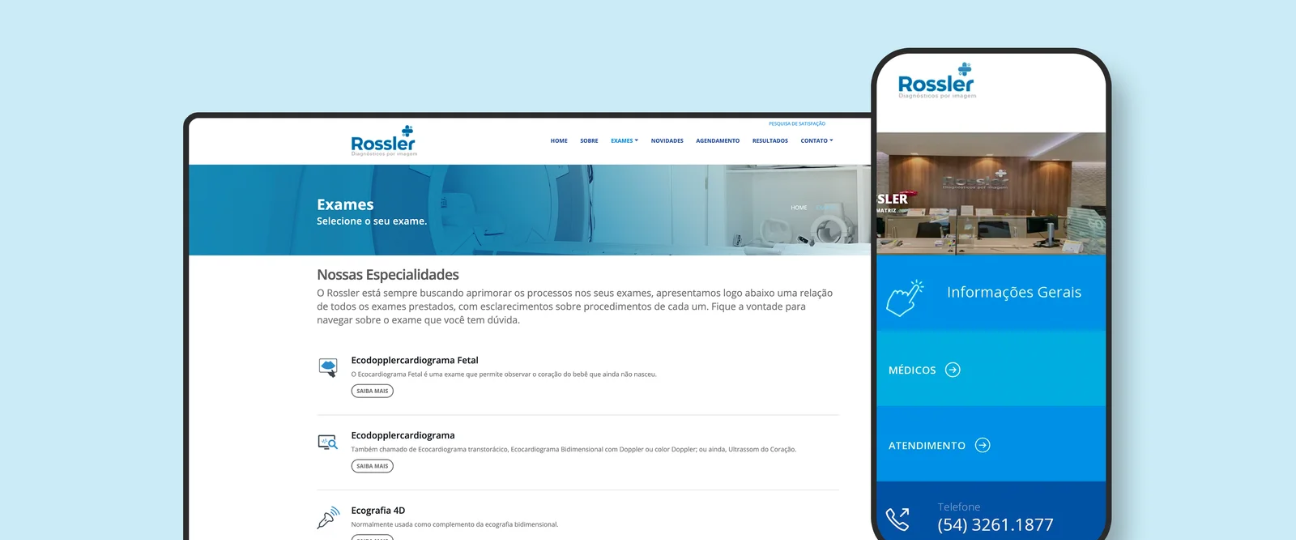 Rossler
Diagnósticos por imagem
PESQUISA DE SATISFAÇÃO
HOME SOBRE EXAMES NOVIDADES AGENDAMENTO RESULTADOS CONTATO
Exames
Selecione o seu exame.
HOME
Nossas Especialidades
O Rossler está sempre buscando aprimorar os processos nos seus exames, apresentamos logo abaixo uma relação
de todos os exames prestados, com esclarecimentos sobre procedimentos de cada um. Fique a vontade para
navegar sobre o exame que você tem dúvida.
Ecodopplercardiograma Fetal
O Ecocardiograma Fetal é uma exame que permite observar o coração do bebê que ainda não nasceu.
SAIBA MAIS
Ecodopplercardiograma
Também chamado de Ecocardiograma transtorácico, Ecocardiograma Bidimensional com Doppler ou color Doppler; ou ainda, Ultrassom do Coração.
SAIBA MAIS
Ecografia 4D
Normalmente usada como complemento da ecografia bidimensional.
Rossler
Diagnósticos por imagem
Rossler
SLER
MATRIZ
Informações Gerais
MÉDICOS
ATENDIMENTO
Telefone
(54) 3261.1877